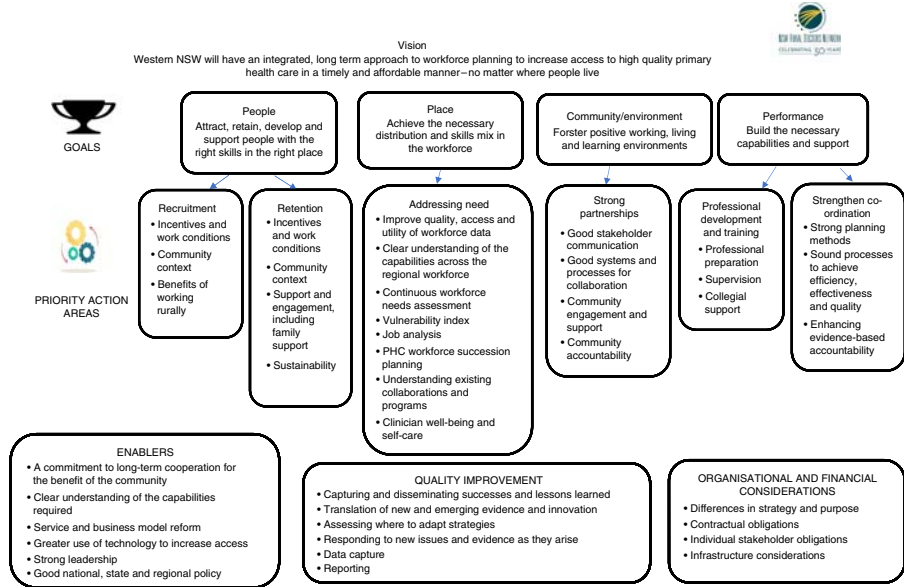 NSW RURAL DOCTORS NETWORK
CELEBRATING 30 YEARS
Vision
Western NSW will have an integrated, long term approach to workforce planning to increase access to high quality primary
health care in a timely and affordable manner–no matter where people live
GOALS
People
Attract, retain, develop and
support people with the
right skills in the right place
Place
Achieve the necessary
distribution and skills mix in
the workforce
Community/environment
Forster positive working, living
and learning environments
Performance
Build the necessary
capabilities and support
PRIORITY ACTION
AREAS
Recruitment
• Incentives and
work conditions
• Community
context
• Benefits of
working
rurally
Retention
• Incentives
and work
conditions
• Community
context
• Support and
engagement,
including
family
support
• Sustainability
Addressing need
• Improve quality, access and
utility of workforce data
• Clear understanding of the
capabilities across the
regional workforce
• Continuous workforce
needs assessment
• Vulnerability index
• Job analysis
• PHC workforce succession
planning
• Understanding existing
collaborations and
programs
• Clinician well-being and
self-care
Strong
partnerships
• Good stakeholder
communication
• Good systems and
processes for
collaboration
• Community
engagement and
support
• Community
accountability
Professional
development
and training
• Professional
preparation
• Supervision
• Collegial
support
Strengthen co-
ordination
• Strong planning
methods
• Sound processes
to achieve
efficiency,
effectiveness
and quality
• Enhancing
evidence-based
accountability
ENABLERS
• A commitment to long-term cooperation for
the benefit of the community
• Clear understanding of the capabilities
required
• Service and business model reform
• Greater use of technology to increase access
• Strong leadership
• Good national, state and regional policy
QUALITY IMPROVEMENT
• Capturing and disseminating successes and lessons learned
• Translation of new and emerging evidence and innovation
• Assessing where to adapt strategies
• Responding to new issues and evidence as they arise
• Data capture
• Reporting
ORGANISATIONAL AND FINANCIAL
CONSIDERATIONS
• Differences in strategy and purpose
• Contractual obligations
• Individual stakeholder obligations
• Infrastructure considerations